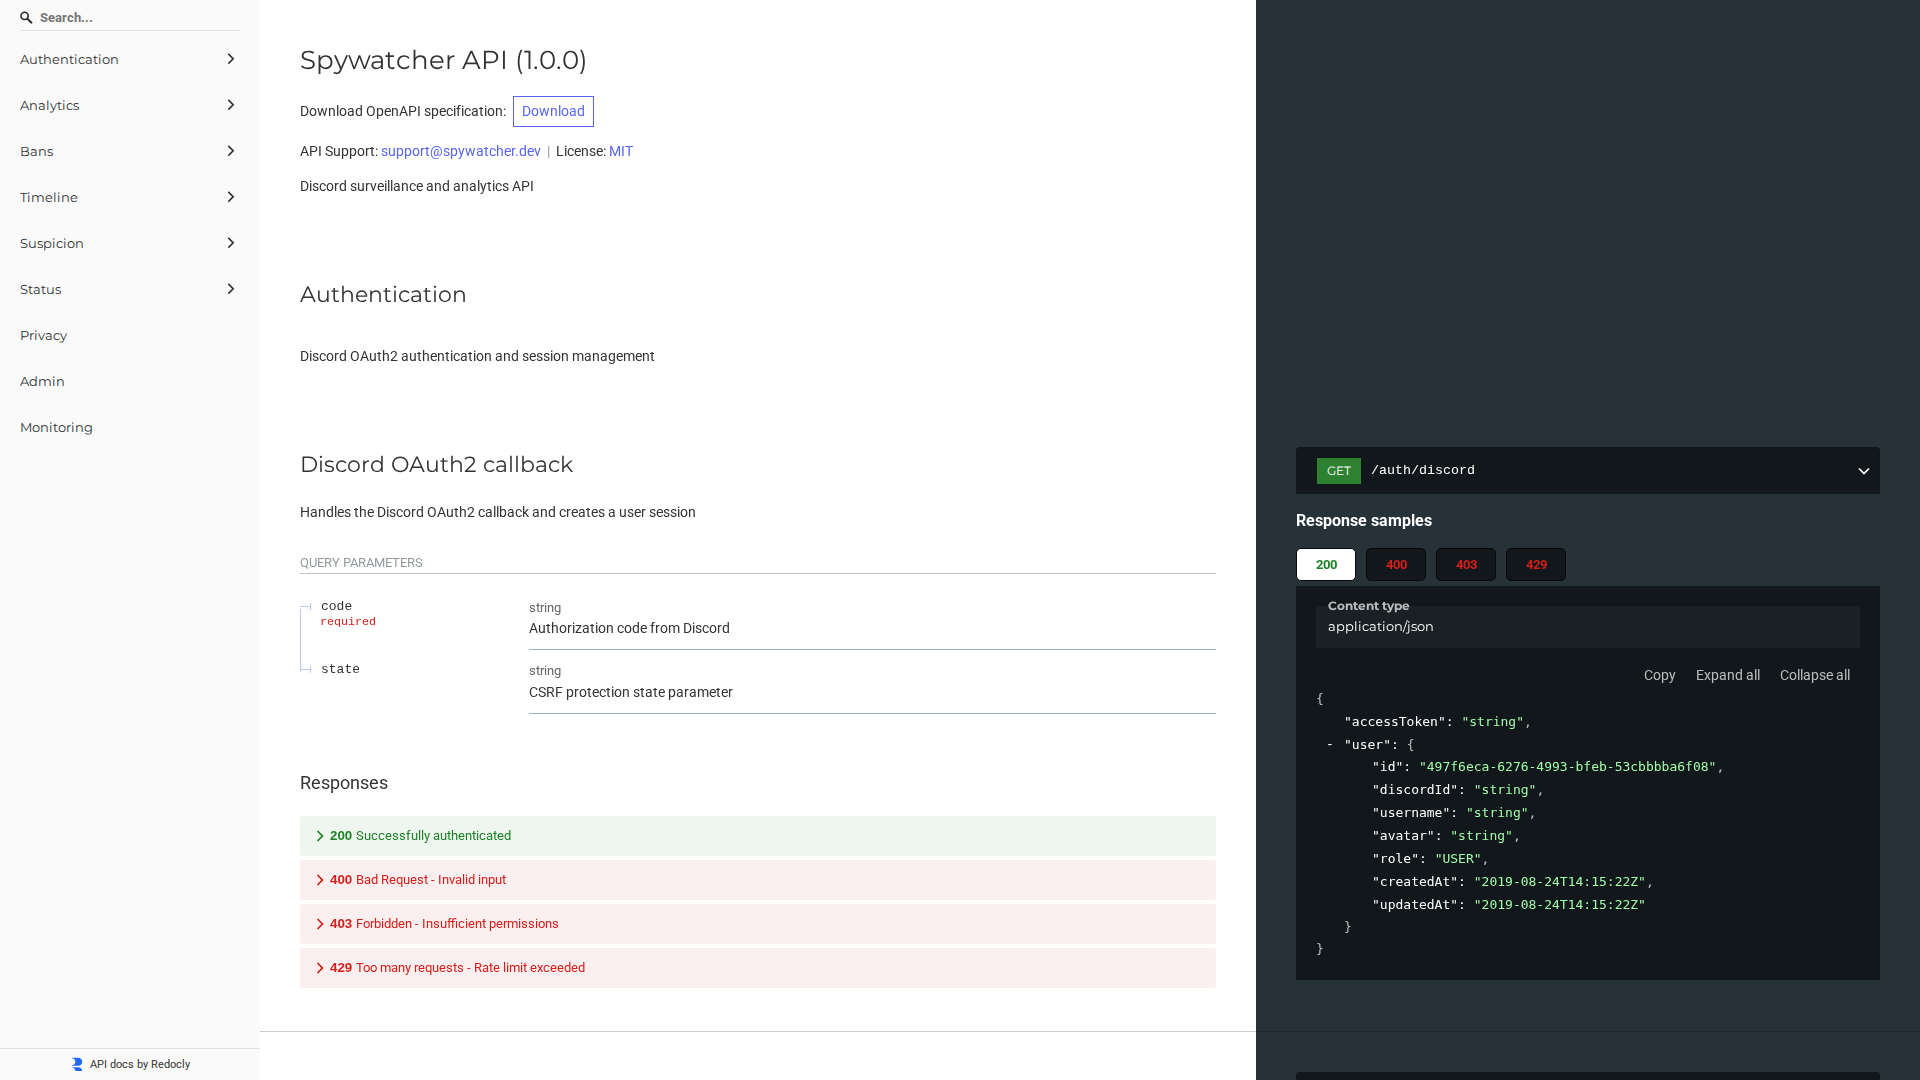 Search...
Authentication
Analytics
Bans
Timeline
Suspicion
Status
Privacy
Admin
Monitoring
API docs by Redocly
Spywatcher API (1.0.0)
Download OpenAPI specification: Download
API Support: support@spywatcher.dev | License: MIT
Discord surveillance and analytics API
Authentication
Discord OAuth2 authentication and session management
Discord OAuth2 callback
Handles the Discord OAuth2 callback and creates a user session
QUERY PARAMETERS
code
required
string
Authorization code from Discord
state
string
CSRF protection state parameter
Responses
200 Successfully authenticated
400 Bad Request - Invalid input
403 Forbidden - Insufficient permissions
429 Too many requests - Rate limit exceeded
GET /auth/discord
Response samples
200 400 403 429
Content type
application/json
Copy Expand all Collapse all
{
"accessToken": "string",
- "user": {
"id": "497f6eca-6276-4993-bfeb-53cbbbba6f08",
"discordId": "string",
"username": "string",
"avatar": "string",
"role": "USER",
"createdAt": "2019-08-24T14:15:22Z",
"updatedAt": "2019-08-24T14:15:22Z"
}
}